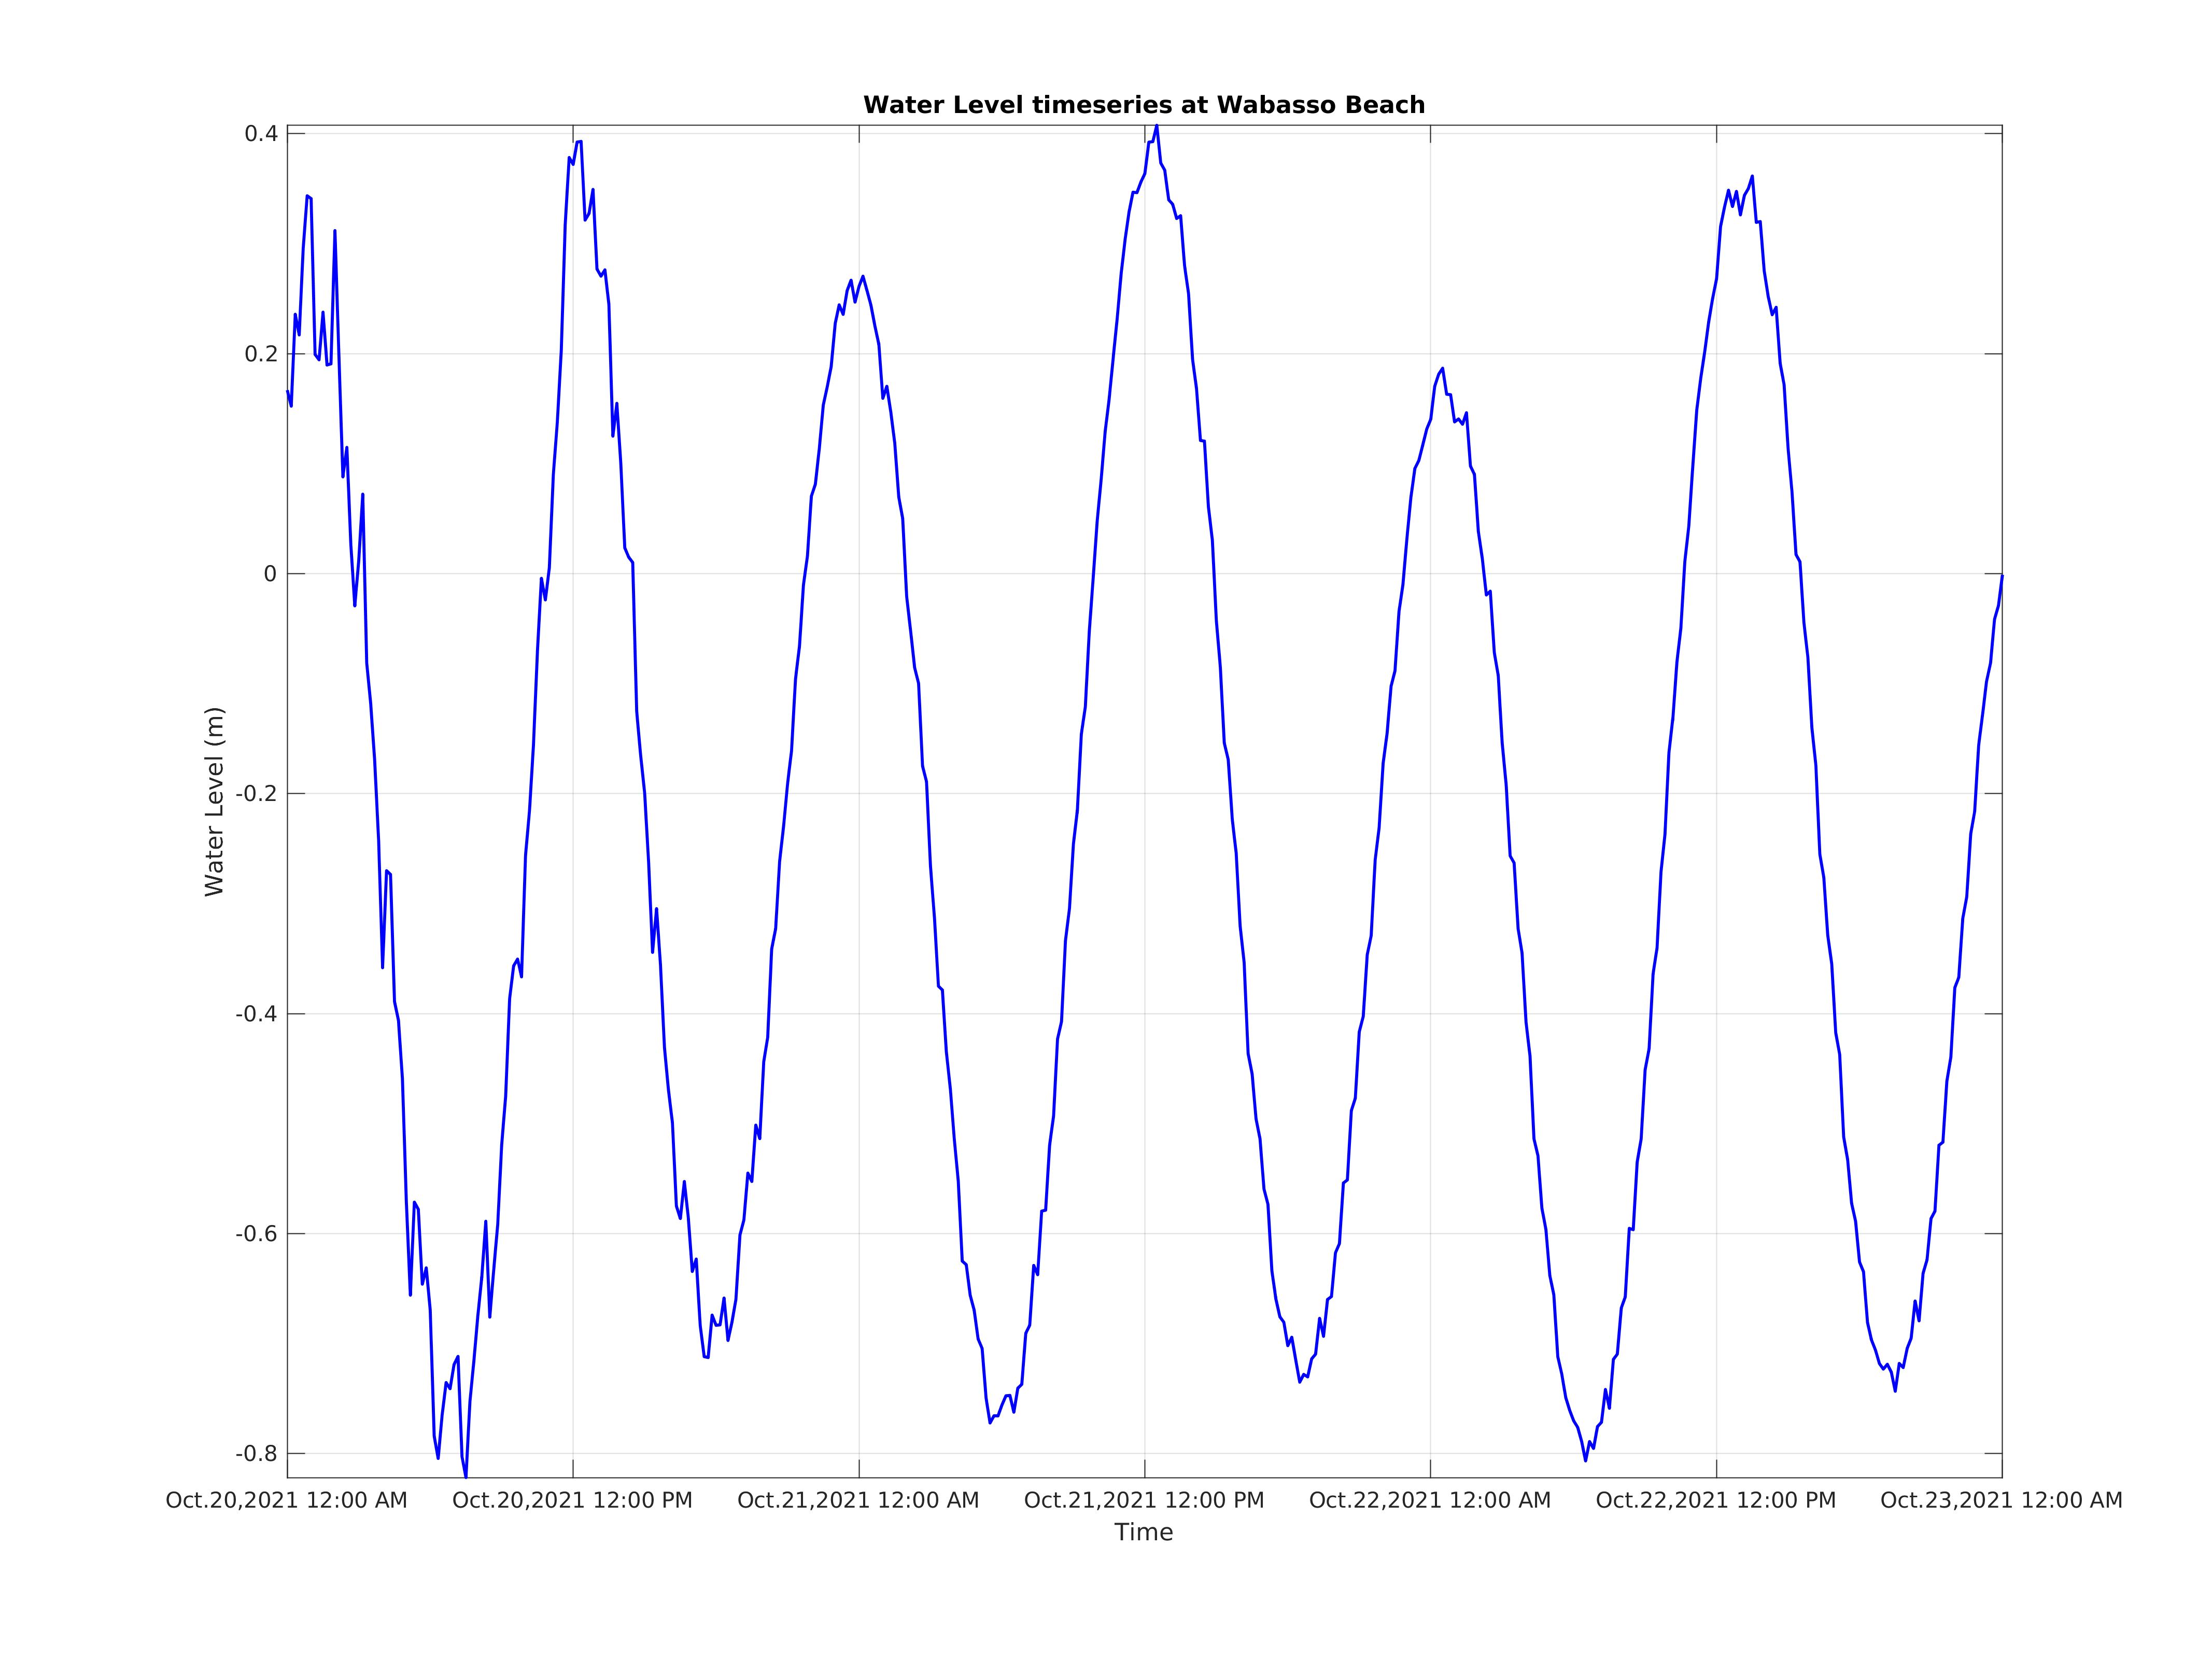 Water Level timeseries at Wabasso Beach
0.4
0.2
0
-0.2
-0.4
-0.6
-0.8
Water Level (m)
Oct.20,2021 12:00 AM
Oct.20,2021 12:00 PM
Oct.21,2021 12:00 AM
Oct.21,2021 12:00 PM
Oct.22,2021 12:00 AM
Oct.22,2021 12:00 PM
Oct.23,2021 12:00 AM
Time